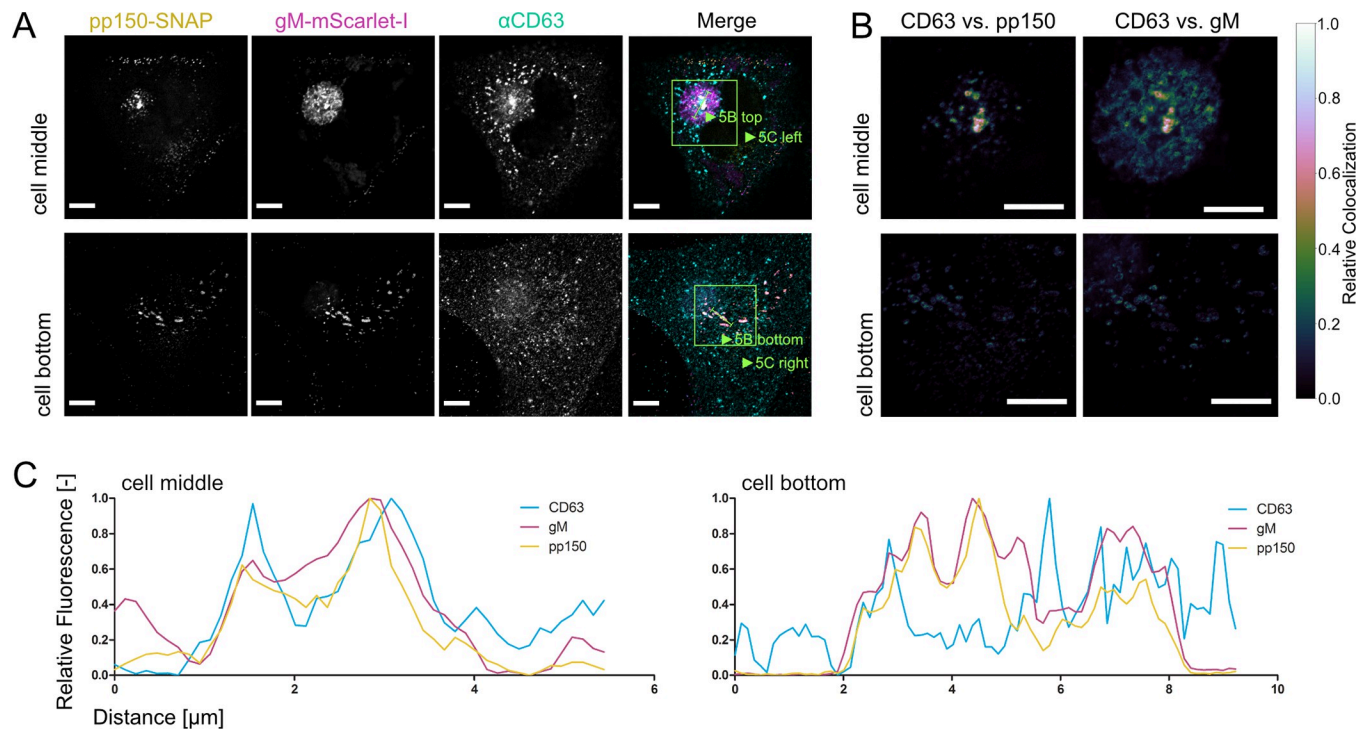 A
pp150-SNAP
gM-mScarlet-I
αCD63
Merge
cell middle
5B top
5C left
cell bottom
5B bottom
5C right
B
CD63 vs. pp150
CD63 vs. gM
cell middle
cell bottom
1.0
0.8
0.6
0.4
0.2
0.0
Relative Colocalization
C
Relative Fluorescence [-]
cell middle
1.0
0.8
0.6
0.4
0.2
0.0
0
2
4
6
CD63
gM
pp150
Distance [µm]
cell bottom
1.0
0.8
0.6
0.4
0.2
0.0
0
2
4
6
8
10
CD63
gM
pp150